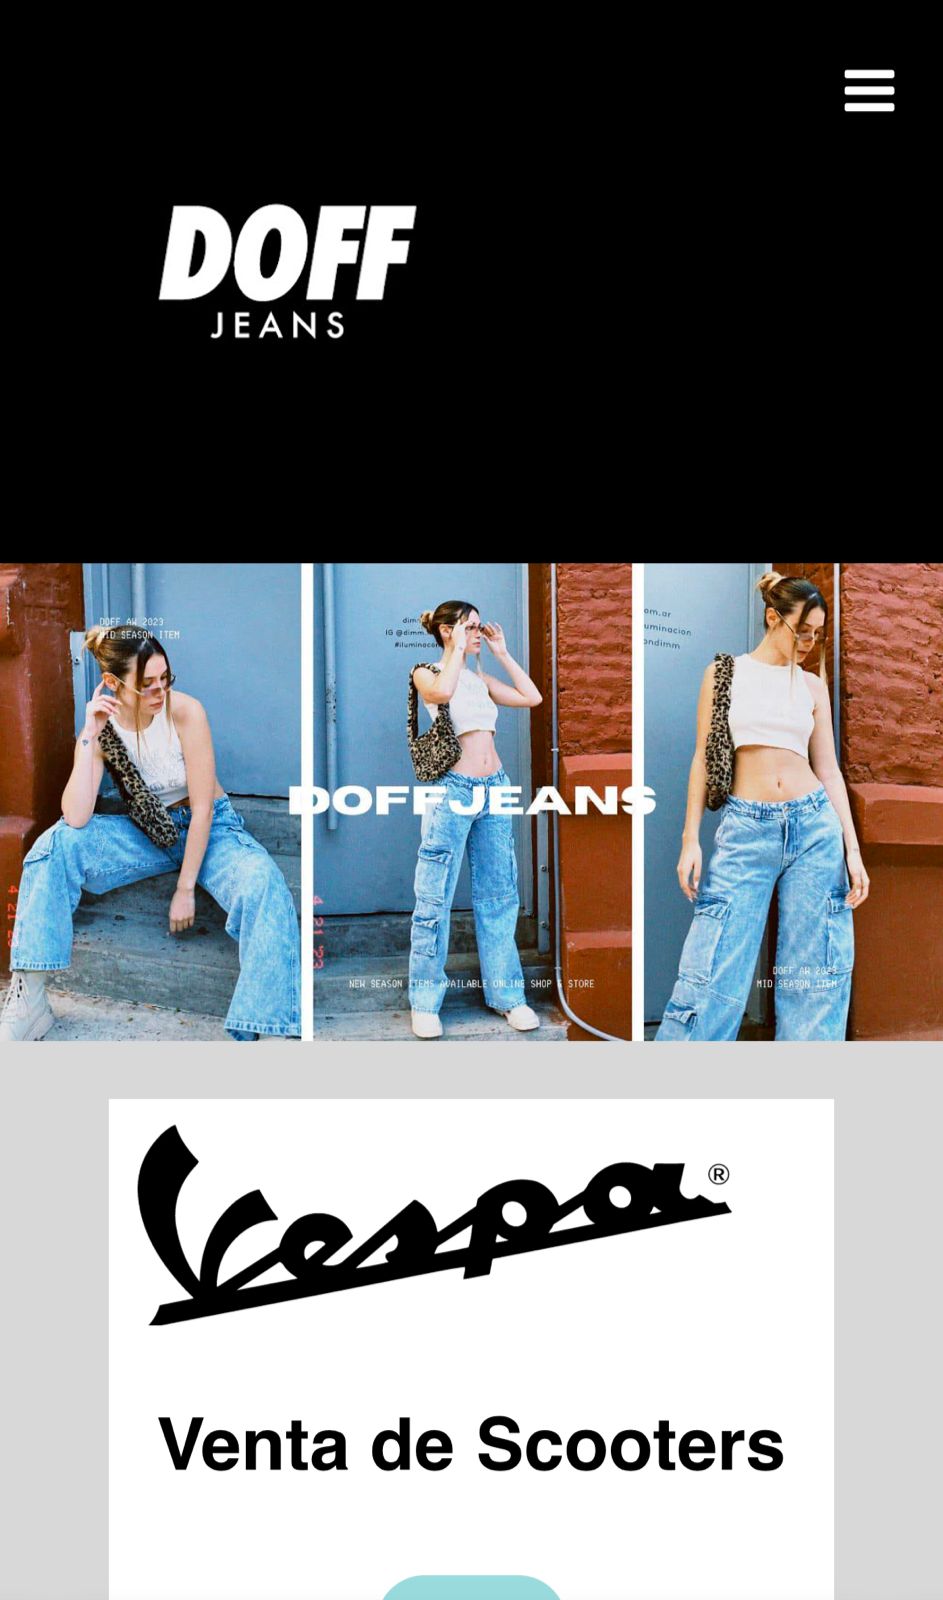 DOFF
JEANS
DOFF AW 2023
MID SEASON ITEM
IG @dimm.
om.ar
uminacion
ondimm
DOFFJEANS
4 21 23
4 21 23
NEW SEASON ITEMS AVAILABLE ONLINE SHOP & STORE
DOFF AW 2023
MID SEASON ITEM
Vespa®
Venta de Scooters